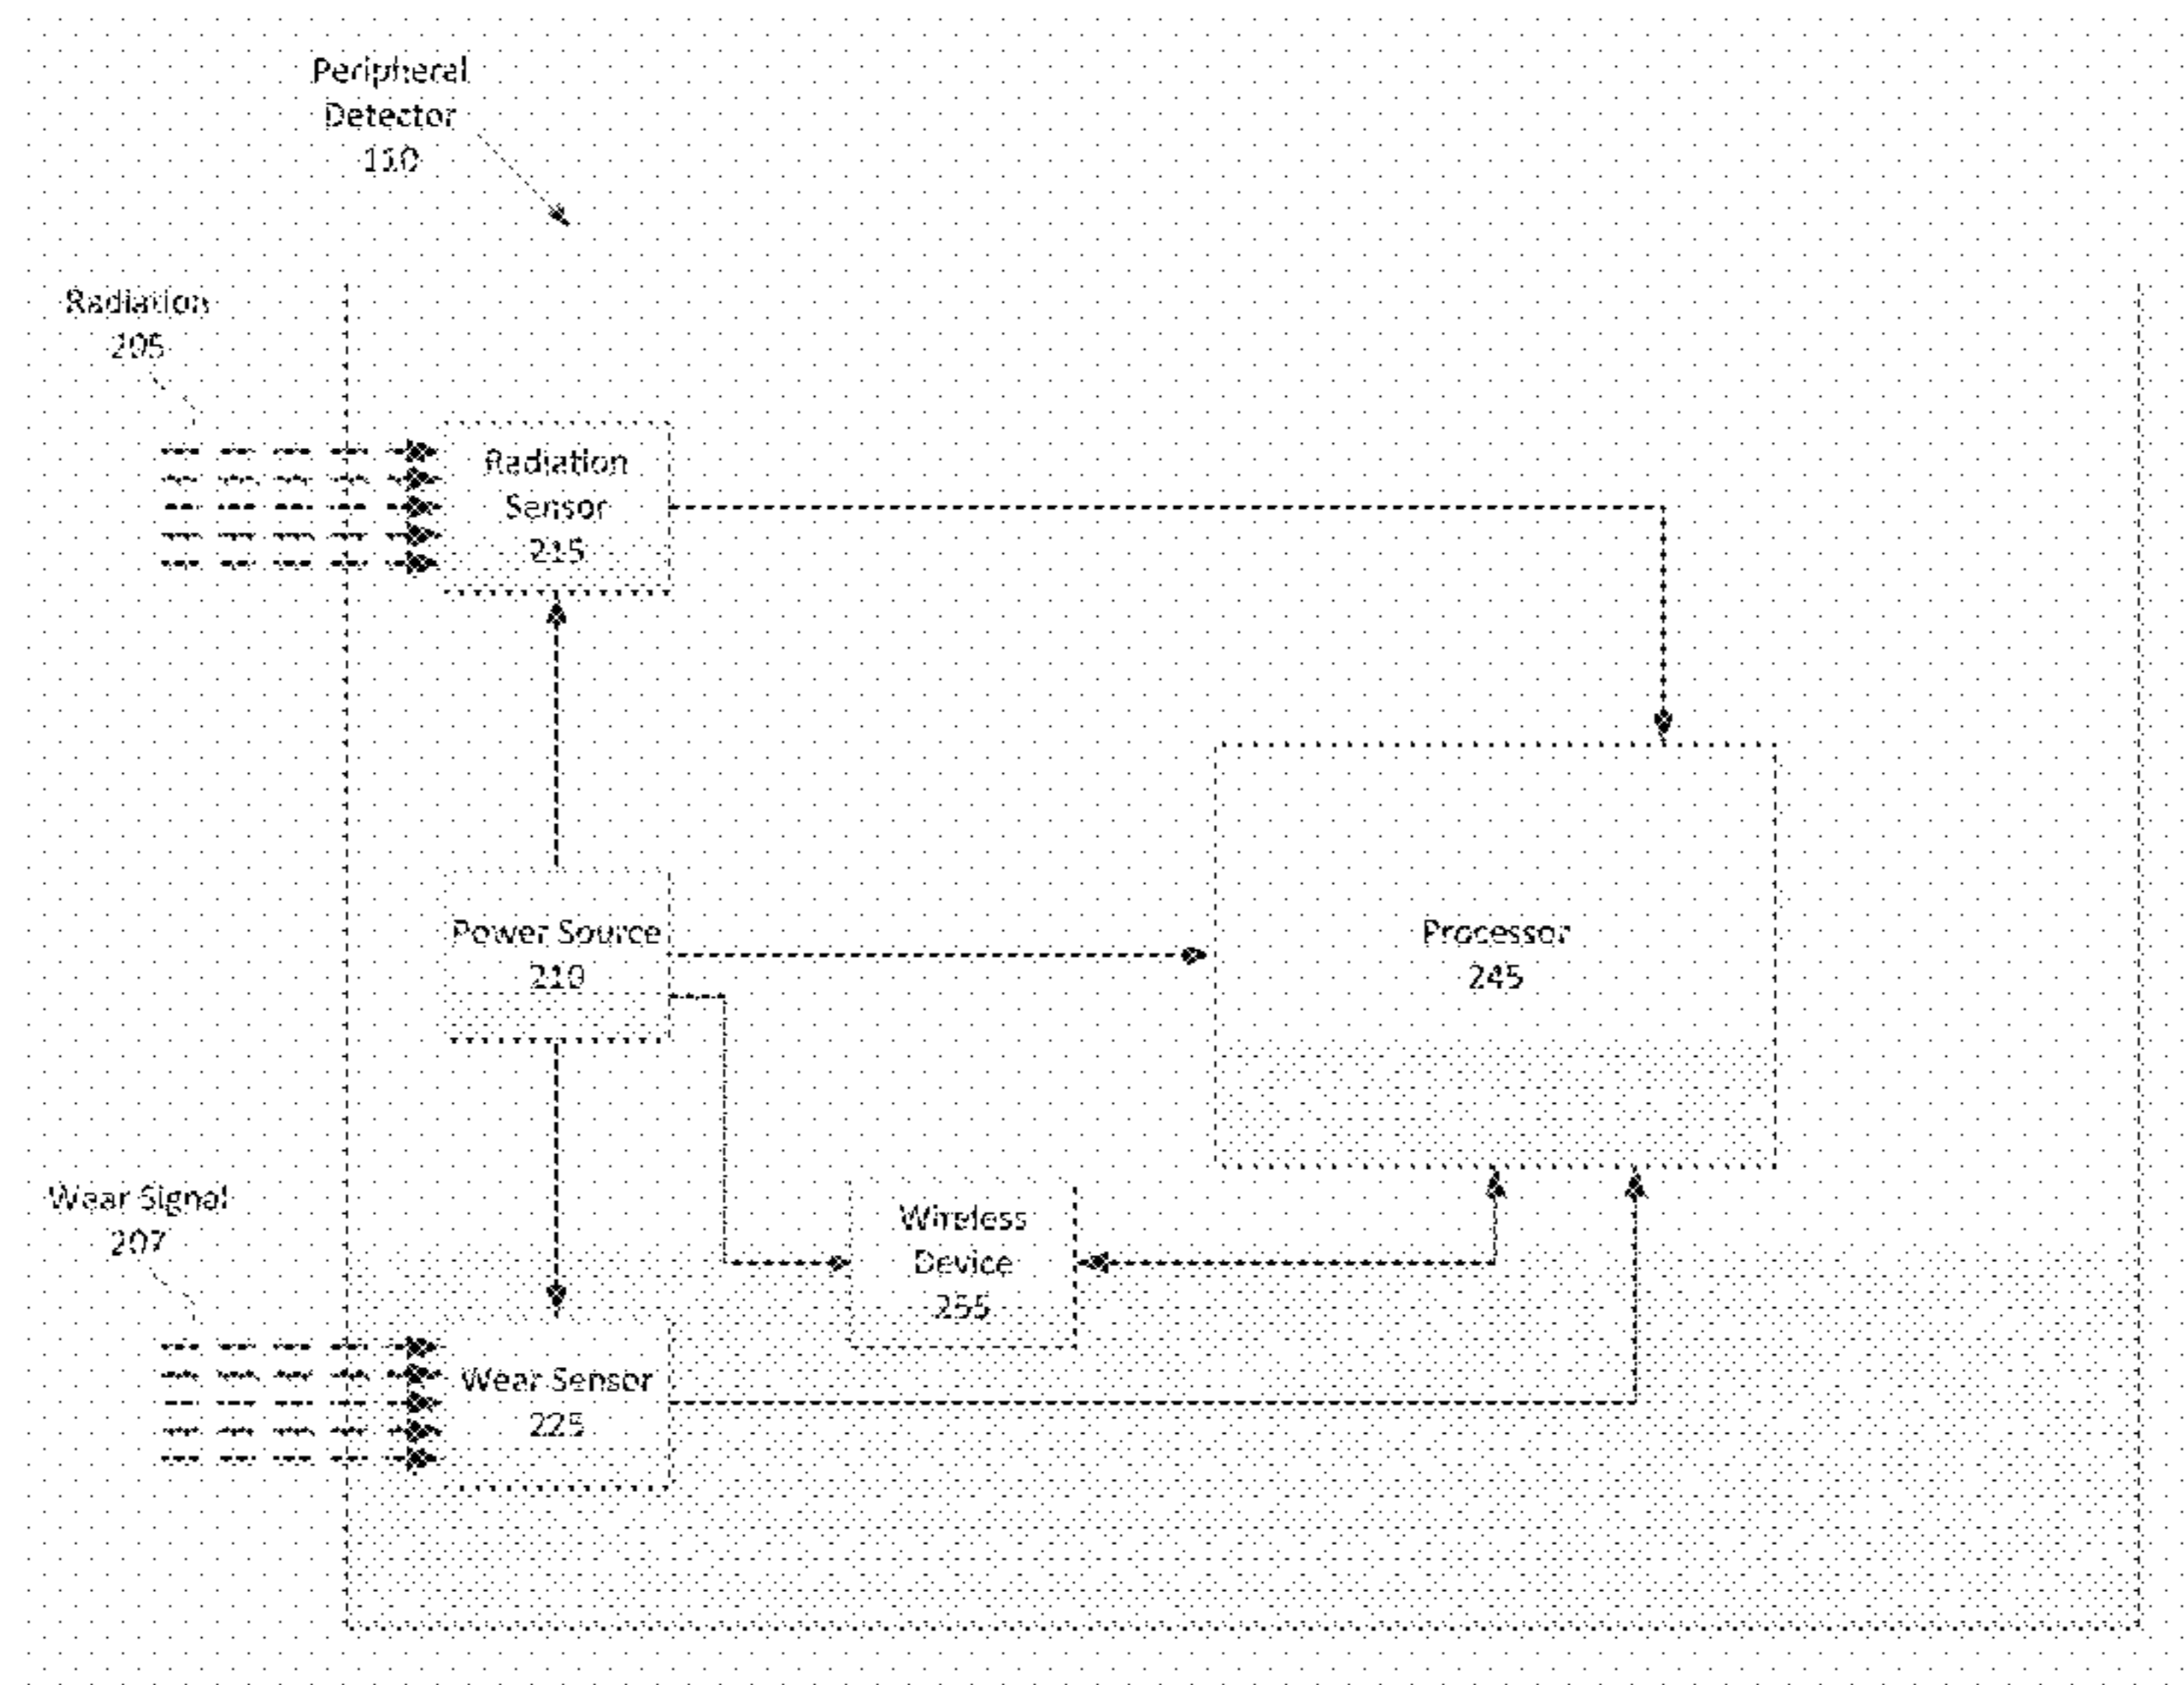 Peripheral
Detector
110
Radiation
205
Radiation
Sensor
215
Power Source
210
Processor
245
Wear Signal
207
Wireless
Device
255
Wear Sensor
225